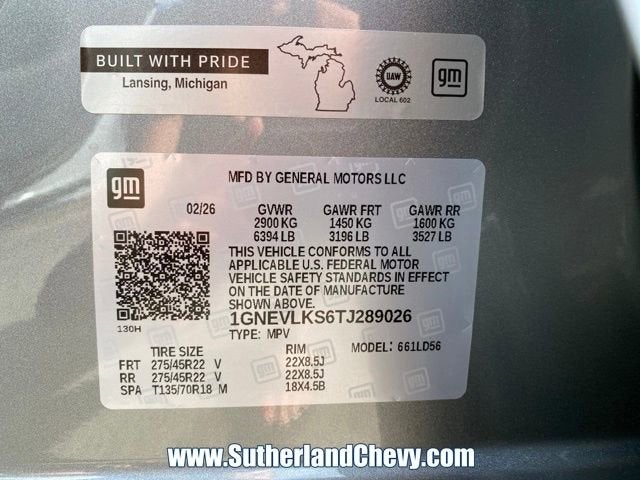 BUILT WITH PRIDE
Lansing, Michigan
UAW
LOCAL 602
gm
gm
MFD BY GENERAL MOTORS LLC
02/26 GVWR GAWR FRT GAWR RR
2900 KG 1450 KG 1600 KG
6394 LB 3196 LB 3527 LB
THIS VEHICLE CONFORMS TO ALL
APPLICABLE U.S. FEDERAL MOTOR
VEHICLE SAFETY STANDARDS IN EFFECT
ON THE DATE OF MANUFACTURE
SHOWN ABOVE.
130H
1GNEVLKS6TJ289026
TYPE: MPV
TIRE SIZE RIM MODEL: 661LD56
FRT 275/45R22 V 22X8.5J
RR 275/45R22 V 22X8.5J
SPA T135/70R18 M 18X4.5B
www.SutherlandChevy.com